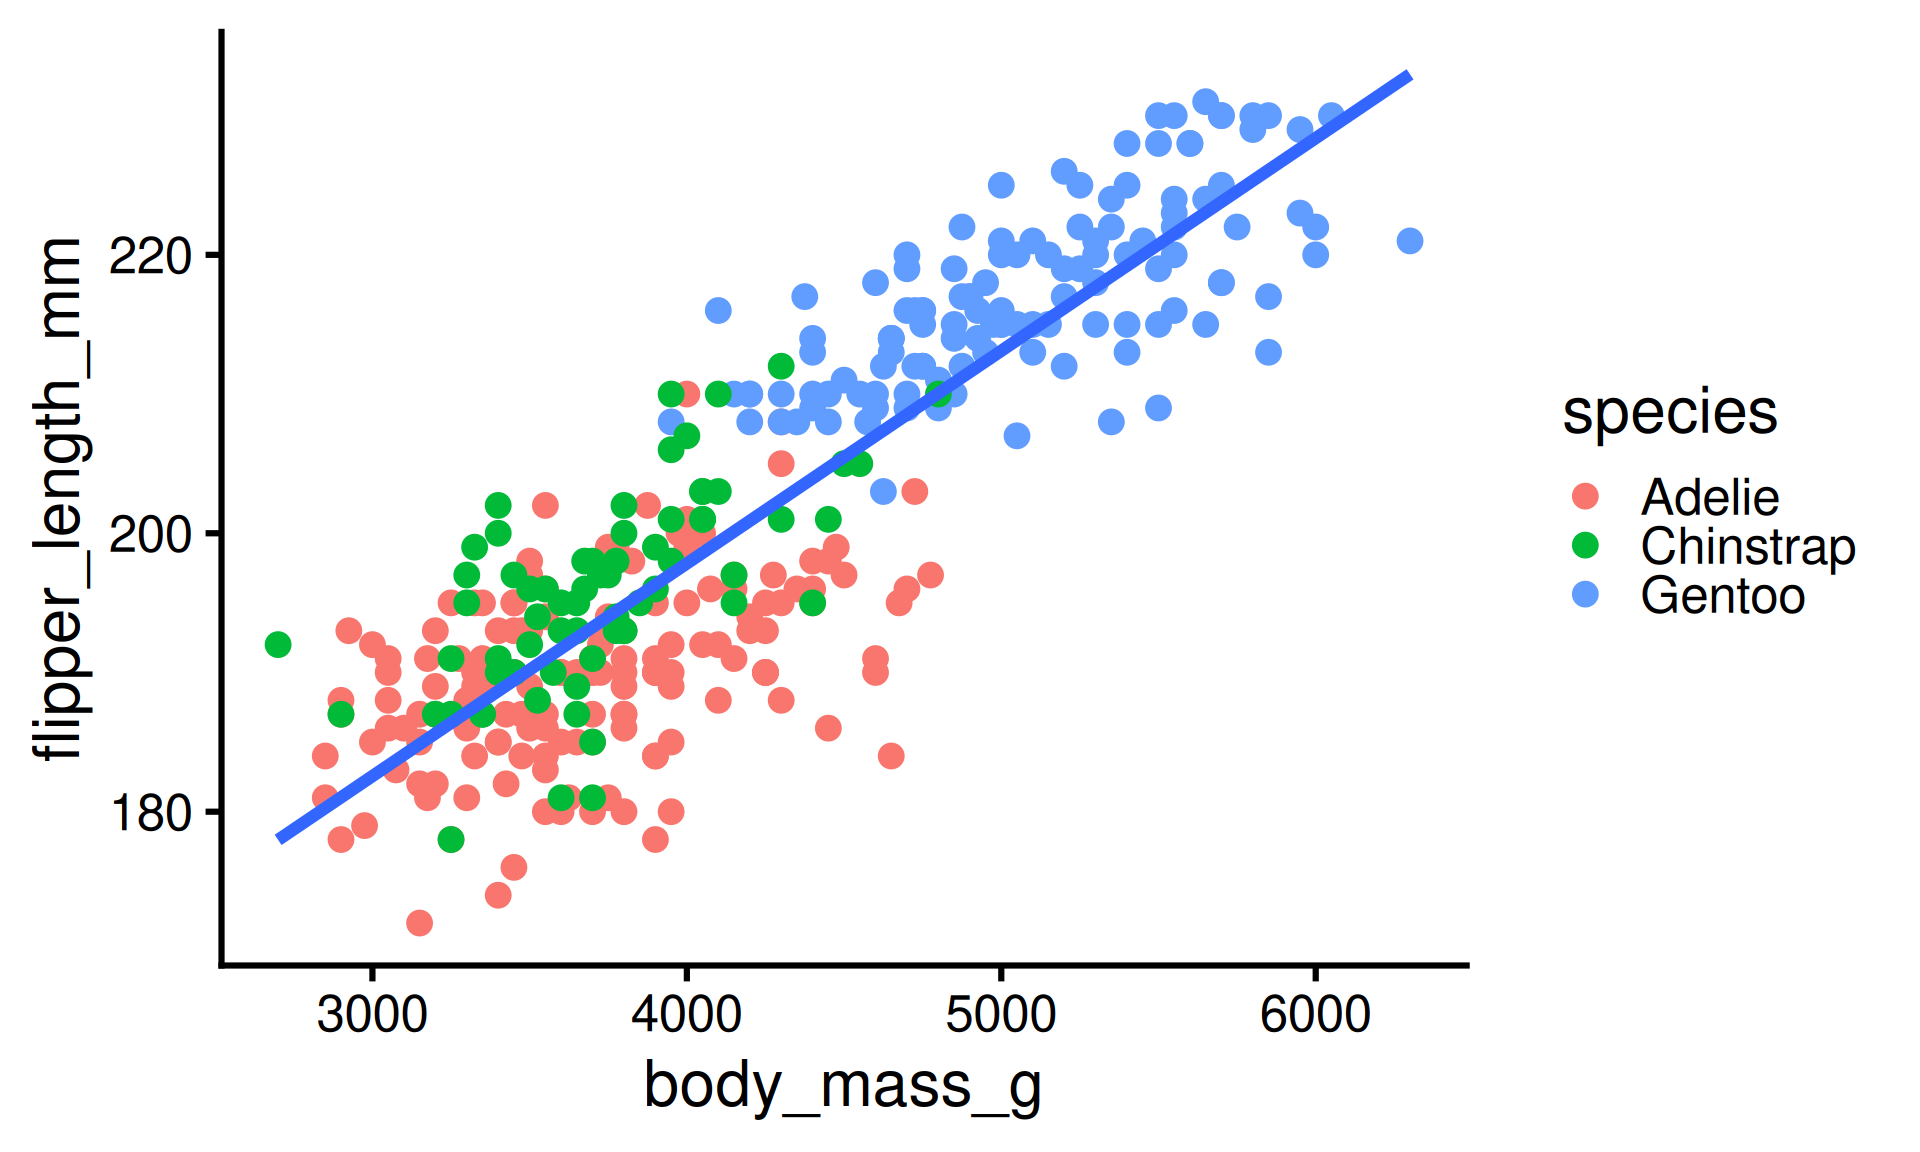 flipper_length_mm
220
200
180
3000 4000 5000 6000
body_mass_g
species
Adelie
Chinstrap
Gentoo